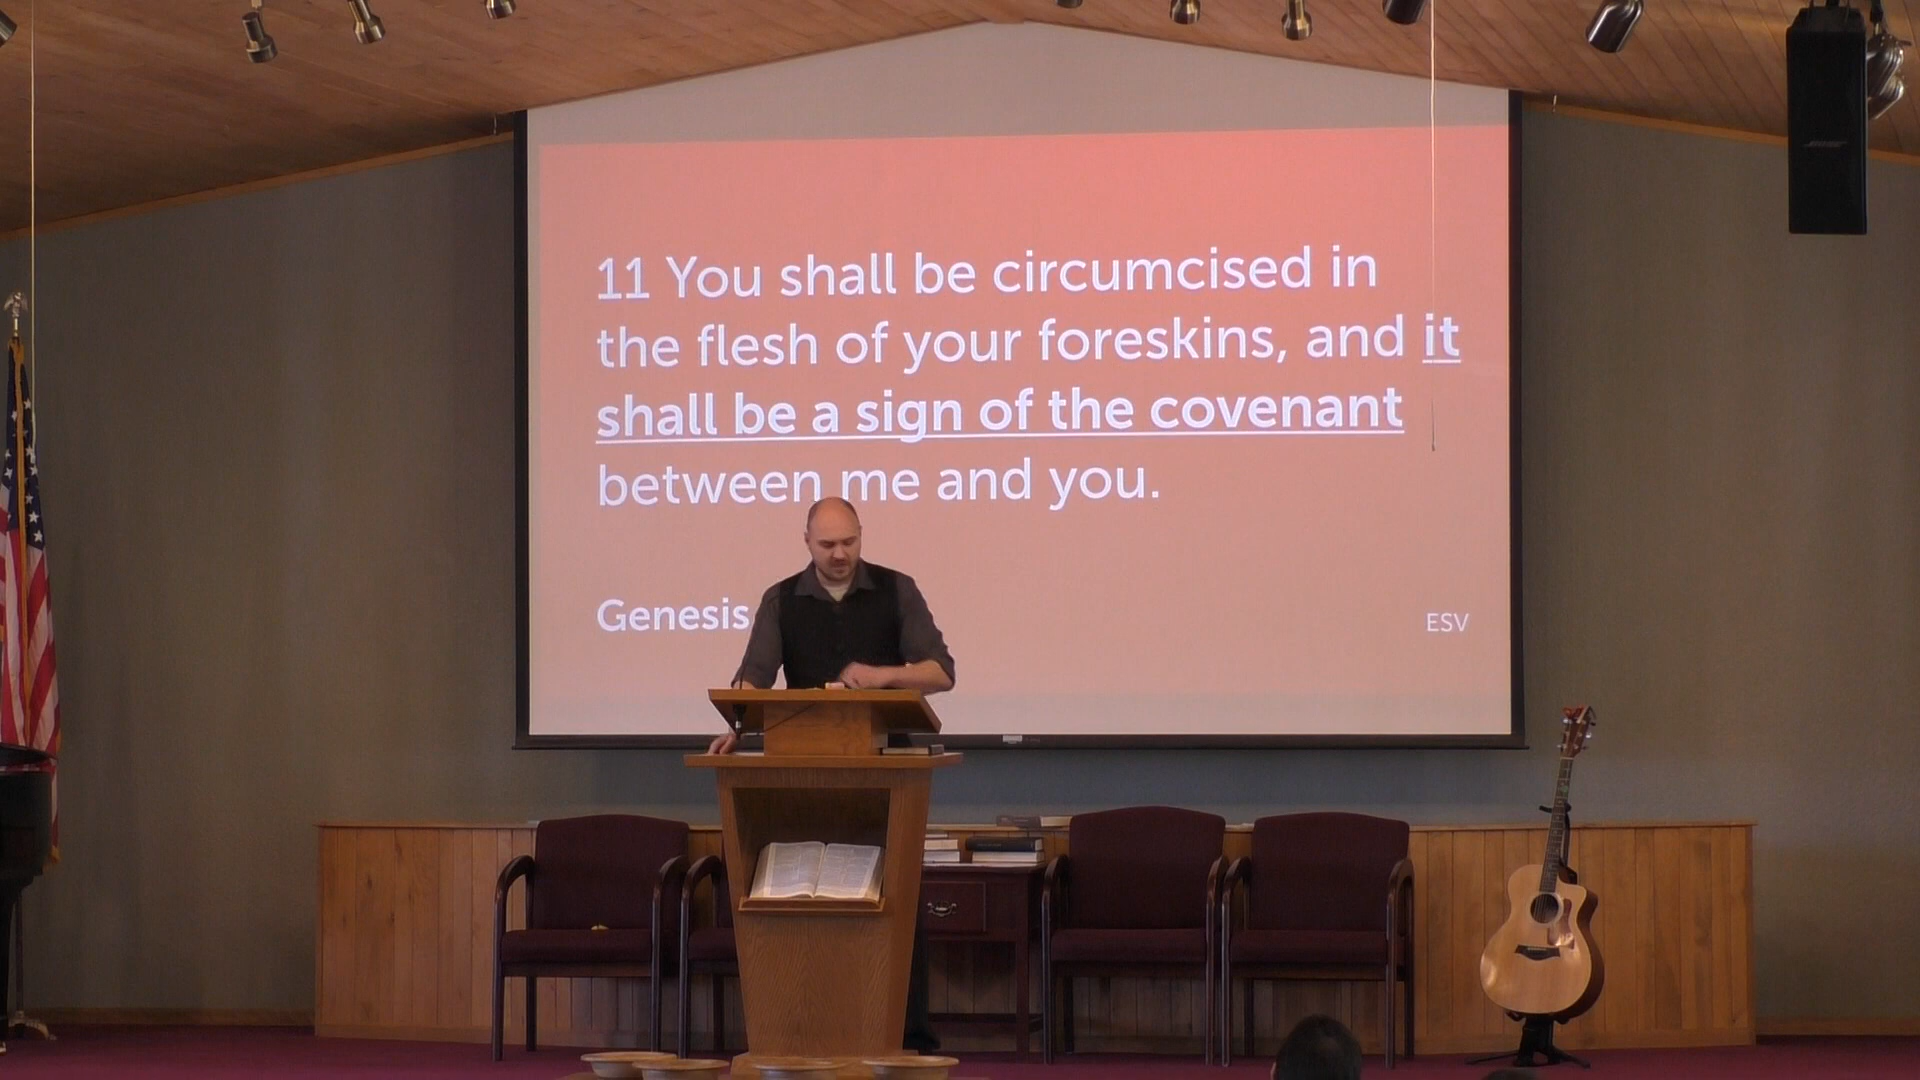 11 You shall be circumcised in
the flesh of your foreskins, and it
shall be a sign of the covenant
between me and you.
Genesis
ESV
BOSE